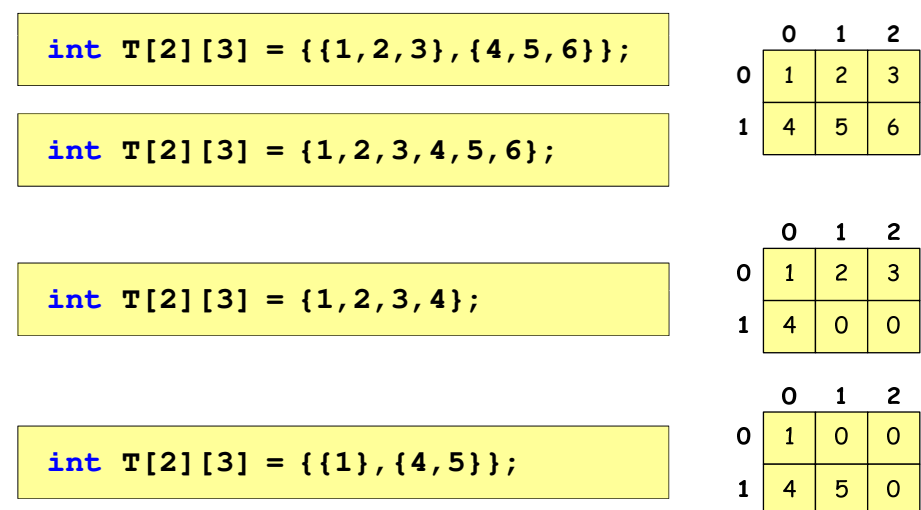 int T[2][3] = {{1,2,3},{4,5,6}};
0 1 2
0 1 2 3
1 4 5 6
int T[2][3] = {1,2,3,4,5,6};
int T[2][3] = {1,2,3,4};
0 1 2
0 1 2 3
1 4 0 0
int T[2][3] = {{1},{4,5}};
0 1 2
0 1 0 0
1 4 5 0